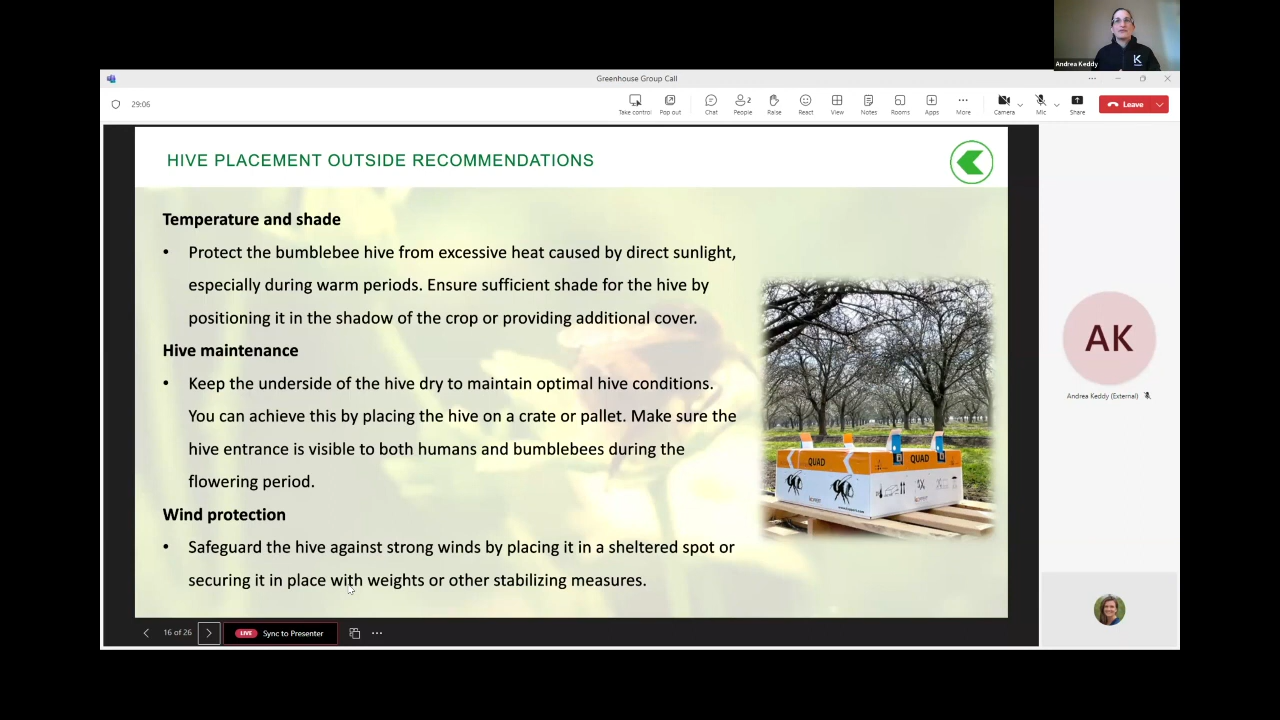 Andrea Keddy
K
Greenhouse Group Call
29:06
Take control
Pop out
Chat
2
People
Raise
React
View
Notes
Rooms
Apps
More
Camera
Mic
Share
Leave
HIVE PLACEMENT OUTSIDE RECOMMENDATIONS
Temperature and shade
• Protect the bumblebee hive from excessive heat caused by direct sunlight,
especially during warm periods. Ensure sufficient shade for the hive by
positioning it in the shadow of the crop or providing additional cover.
Hive maintenance
• Keep the underside of the hive dry to maintain optimal hive conditions.
You can achieve this by placing the hive on a crate or pallet. Make sure the
hive entrance is visible to both humans and bumblebees during the
flowering period.
Wind protection
• Safeguard the hive against strong winds by placing it in a sheltered spot or
securing it in place with weights or other stabilizing measures.
QUAD
QUAD
AK
Andrea Keddy (External)
16 of 26
LIVE
Sync to Presenter